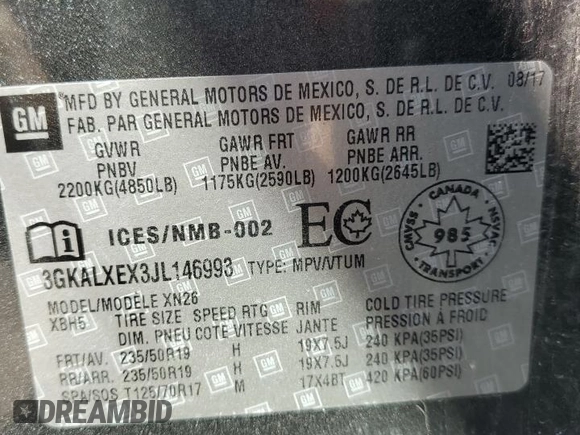 GM
*MFD BY GENERAL MOTORS DE MEXICO, S. DE R.L. DE C.V. 08/17
FAB. PAR GENERAL MOTORS DE MEXICO, S. DE R.L. DE C.V.
GVWR GAWR FRT GAWR RR
PNBV PNBE AV. PNBE ARR.
2200KG(4850LB) 1175KG(2590LB) 1200KG(2645LB)
ICES/NMB-002 EC
CANADA
CMVSS NSVAC
985
TRANSPORT
3GKALXEX3JL146993 TYPE: MPV/VTUM
MODEL/MODÈLE XN26
XBH5 TIRE SIZE SPEED RTG RIM COLD TIRE PRESSURE
DIM. PNEU COTE VITESSE JANTE PRESSION À FROID
FRT/AV. 235/50R19 H 19X7.5J 240 KPA(35PSI)
RR/ARR. 235/50R19 H 19X7.5J 240 KPA(35PSI)
SPA/SOS T125/70R17 M 17X4BT 420 KPA(60PSI)
DREAMBID